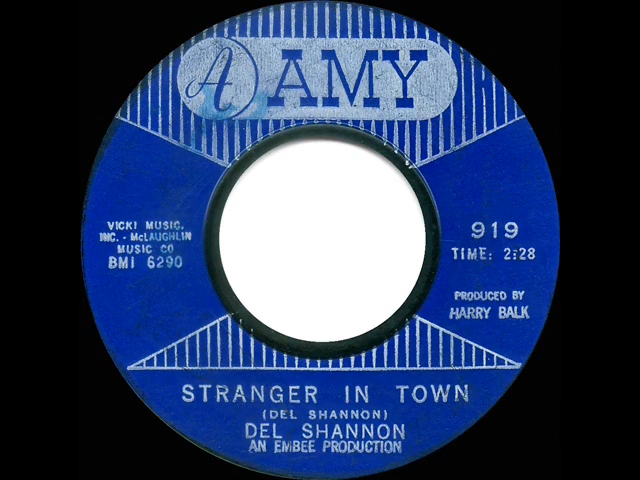 A AMY
VICKI MUSIC,
INC. - McLAUGHLIN
MUSIC CO
BMI 6290
919
TIME: 2:28
PRODUCED BY
HARRY BALK
STRANGER IN TOWN
(DEL SHANNON)
DEL SHANNON
AN EMBEE PRODUCTION